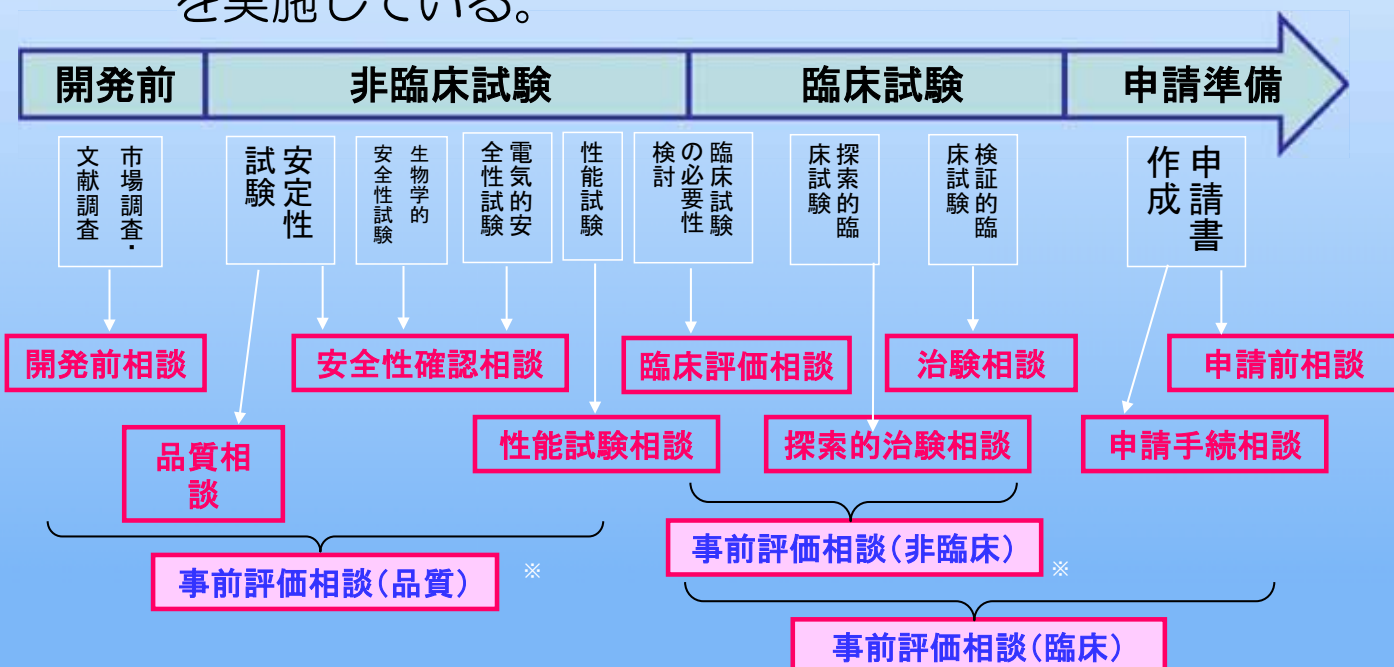 を実施している。
開発前
非臨床試験
臨床試験
申請準備
市場調査・
文献調査
安定性
試験
生物学的
安全性試験
電気的安
全性試験
性能試験
臨床試験
の必要性
検討
探索的臨
床試験
検証的臨
床試験
申請書
作成
開発前相談
安全性確認相談
臨床評価相談
治験相談
申請前相談
品質相
談
性能試験相談
探索的治験相談
申請手続相談
事前評価相談(品質)
※
事前評価相談(非臨床)
※
事前評価相談(臨床)